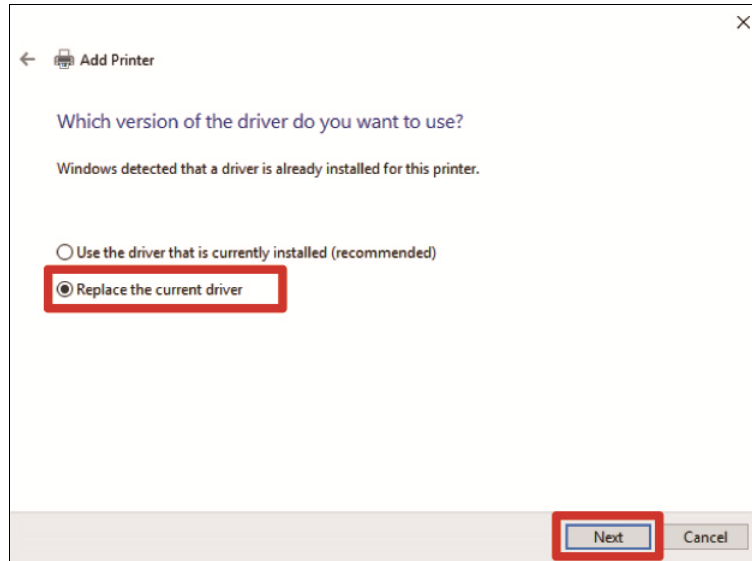 Add Printer
Which version of the driver do you want to use?
Windows detected that a driver is already installed for this printer.
Use the driver that is currently installed (recommended)
Replace the current driver
Next Cancel